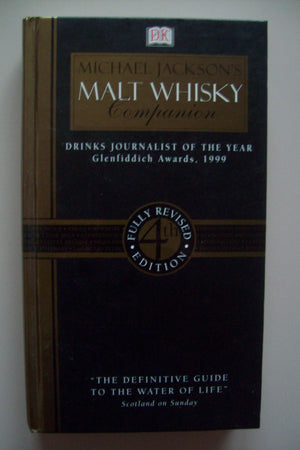 DK
MICHAEL JACKSON'S
MALT WHISKY
Companion
DRINKS JOURNALIST OF THE YEAR
Glenfiddich Awards, 1999
• FULLY REVISED •
4th
EDITION
"THE DEFINITIVE GUIDE
TO THE WATER OF LIFE"
Scotland on Sunday